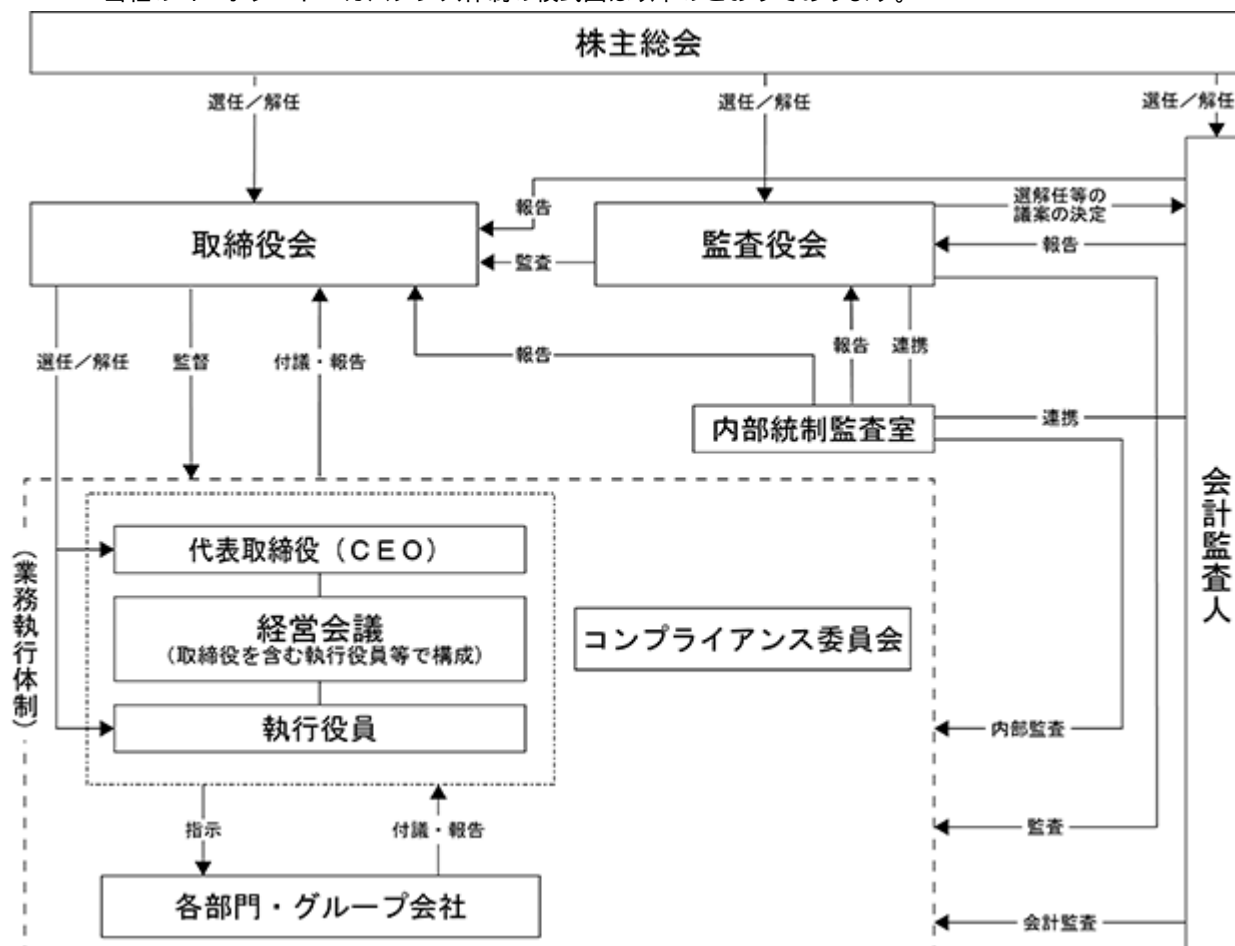 株主総会
選任／解任
選任／解任
選任／解任
報告
選解任等の
議案の決定
取締役会
監査役会
監査
報告
選任／解任
監督
付議・報告
報告
報告
連携
内部統制監査室
連携
会計監査人
(業務執行体制)
代表取締役（ＣＥＯ）
経営会議
(取締役を含む執行役員等で構成)
コンプライアンス委員会
執行役員
内部監査
指示
付議・報告
監査
各部門・グループ会社
会計監査